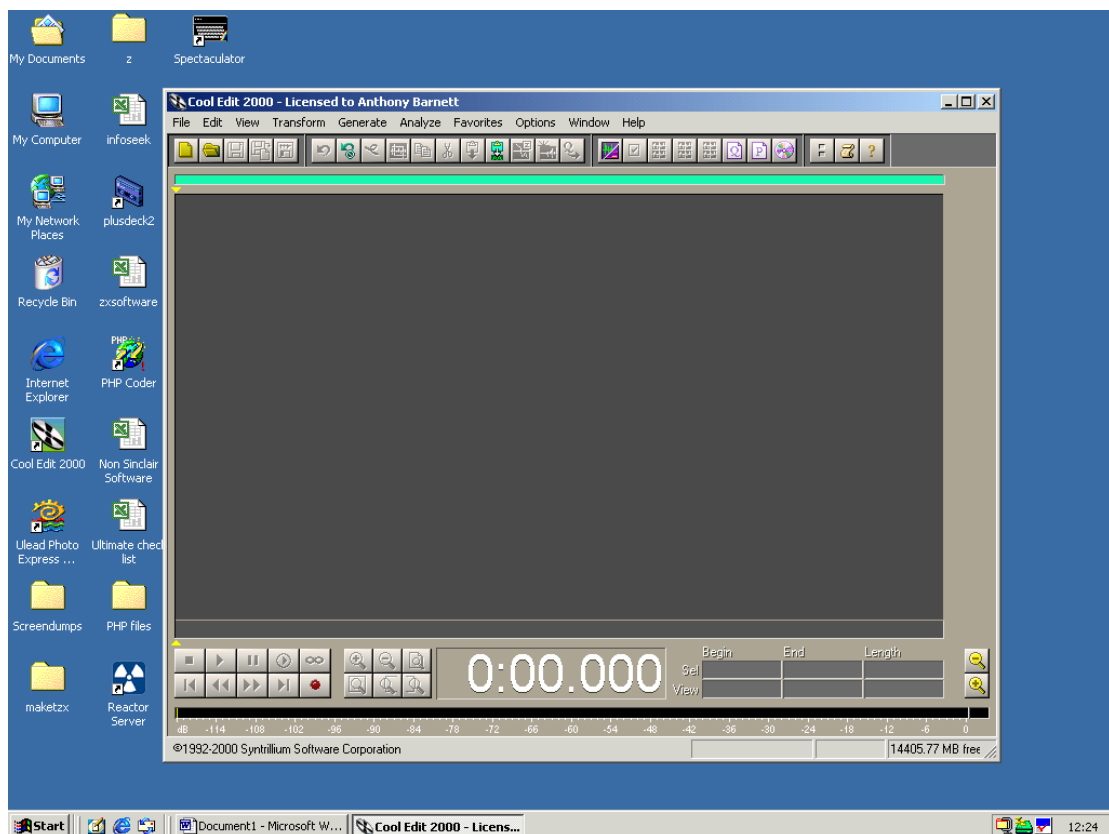 My Documents
z
Spectaculator
My Computer
infoseek
My Network
Places
plusdeck2
Recycle Bin
zxsoftware
Internet
Explorer
PHP
PHP Coder
Cool Edit 2000
Non Sinclair
Software
Ulead Photo
Express ...
Ultimate chec
list
Screendumps
PHP files
maketzx
Reactor
Server
Cool Edit 2000 - Licensed to Anthony Barnett
File Edit View Transform Generate Analyze Favorites Options Window Help
Q P F ?
0:00.000
Begin End Length
Sel
View
dB -114 -108 -102 -96 -90 -84 -78 -72 -66 -60 -54 -48 -42 -36 -30 -24 -18 -12 -6 0
©1992-2000 Syntrillium Software Corporation
14405.77 MB free
Start
Document1 - Microsoft W...
Cool Edit 2000 - Licens...
12:24